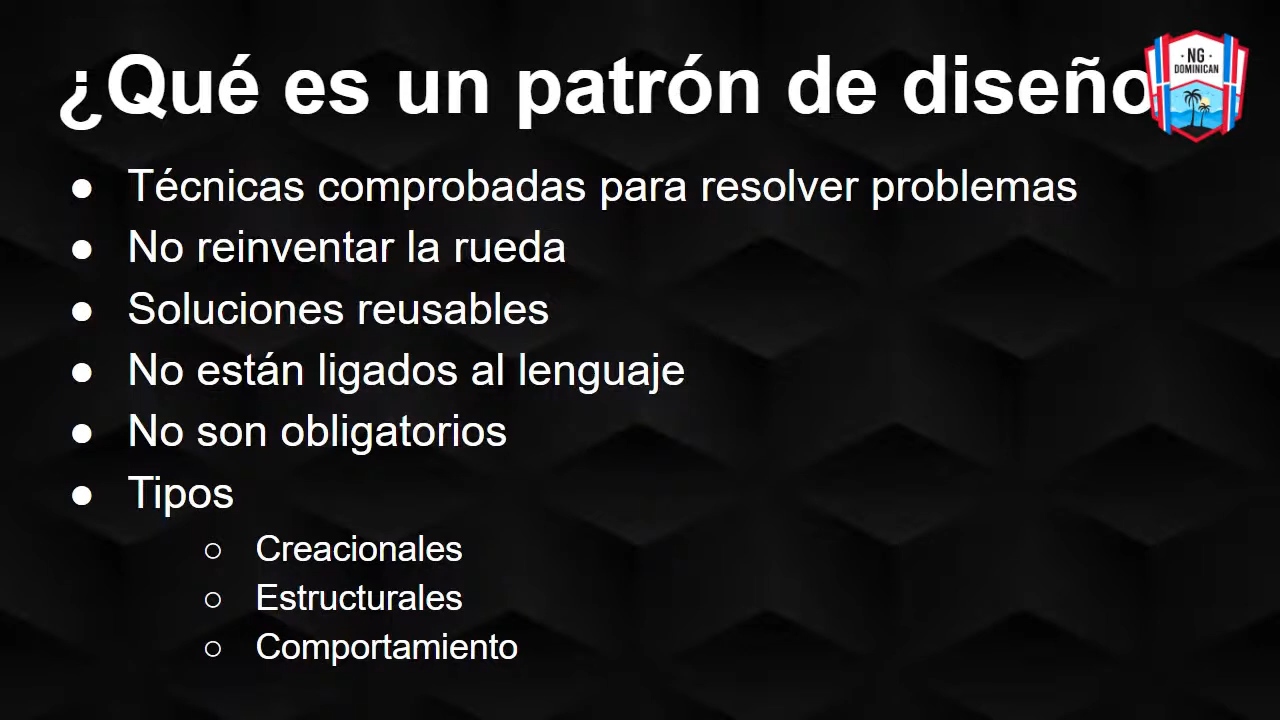 ¿Qué es un patrón de diseño
NG
DOMINICAN
● Técnicas comprobadas para resolver problemas
● No reinventar la rueda
● Soluciones reusables
● No están ligados al lenguaje
● No son obligatorios
● Tipos
○ Creacionales
○ Estructurales
○ Comportamiento